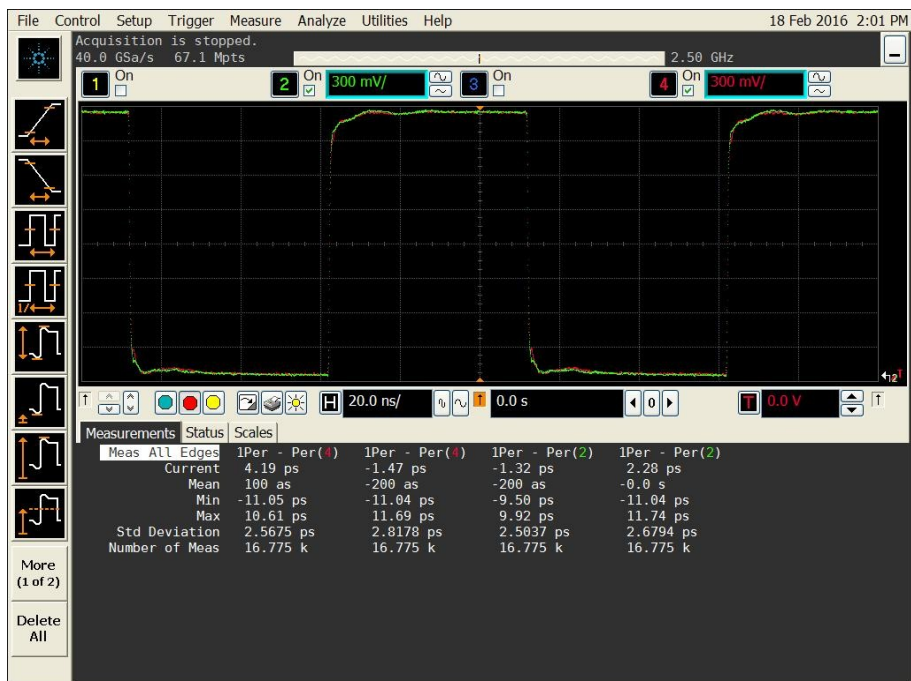 File Control Setup Trigger Measure Analyze Utilities Help 18 Feb 2016 2:01 PM
Acquisition is stopped.
40.0 GSa/s 67.1 Mpts 2.50 GHz
1 On 2 On 300 mV/ 3 On 4 On 300 mV/
H 20.0 ns/ T 0.0 s 0 T 0.0 V
Measurements Status Scales
Meas All Edges 1Per - Per(4) 1Per - Per(4) 1Per - Per(2) 1Per - Per(2)
Current 4.19 ps -1.47 ps -1.32 ps 2.28 ps
Mean 100 as -200 as -200 as -0.0 s
Min -11.05 ps -11.04 ps -9.50 ps -11.04 ps
Max 10.61 ps 11.69 ps 9.92 ps 11.74 ps
Std Deviation 2.5675 ps 2.8178 ps 2.5037 ps 2.6794 ps
Number of Meas 16.775 k 16.775 k 16.775 k 16.775 k
1/
More
(1 of 2)
Delete
All